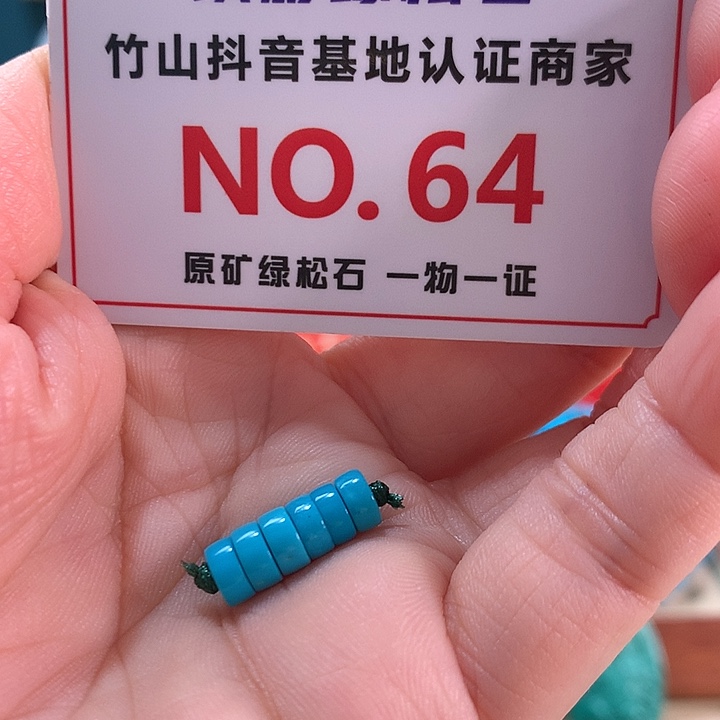 竹山抖音基地认证商家
NO. 64
原矿绿松石 一物一证